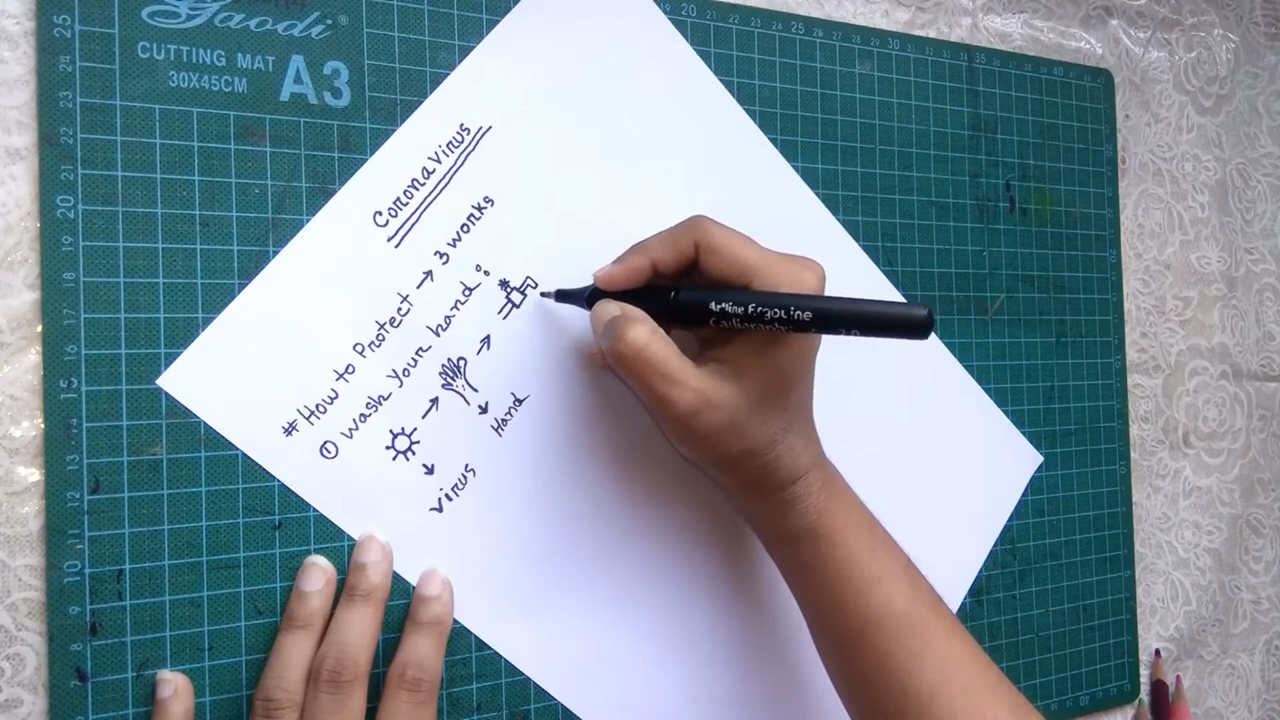 Gaodi®
CUTTING MAT
30X45CM
A3
CoronaVirus
# How to Protect → 3 works
① wash Your hand:
virus
Hand
Artline Ergoline